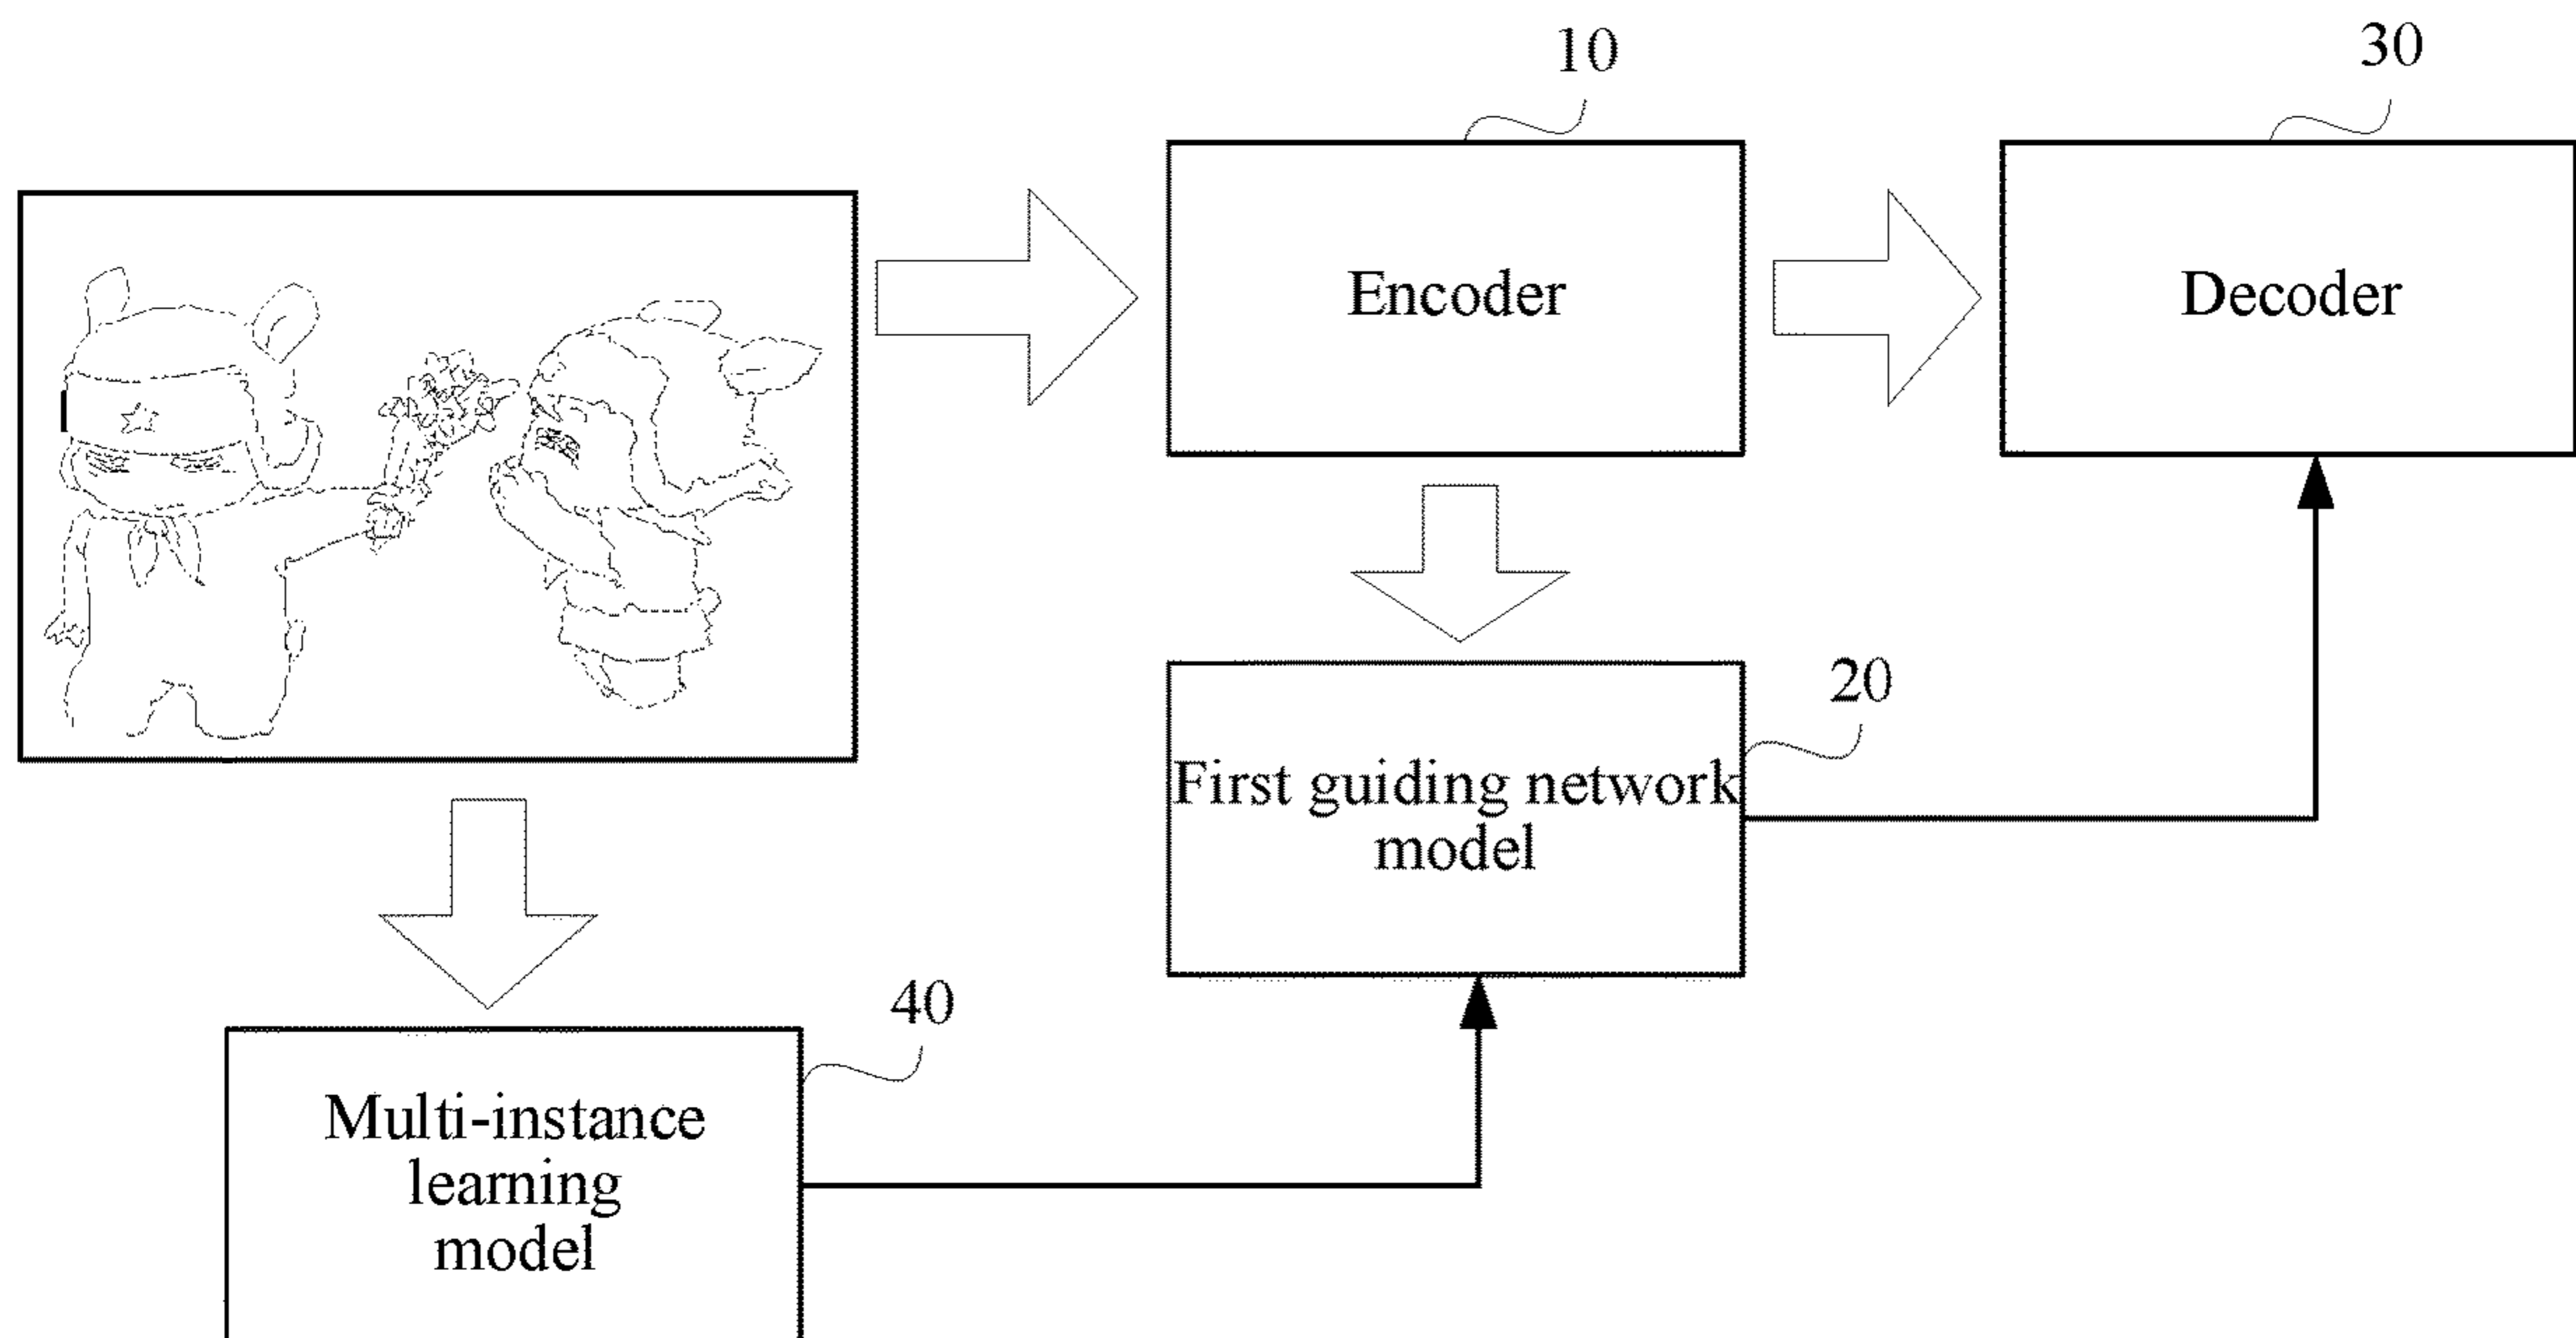 10
30
Encoder
Decoder
20
First guiding network
model
40
Multi-instance
learning
model